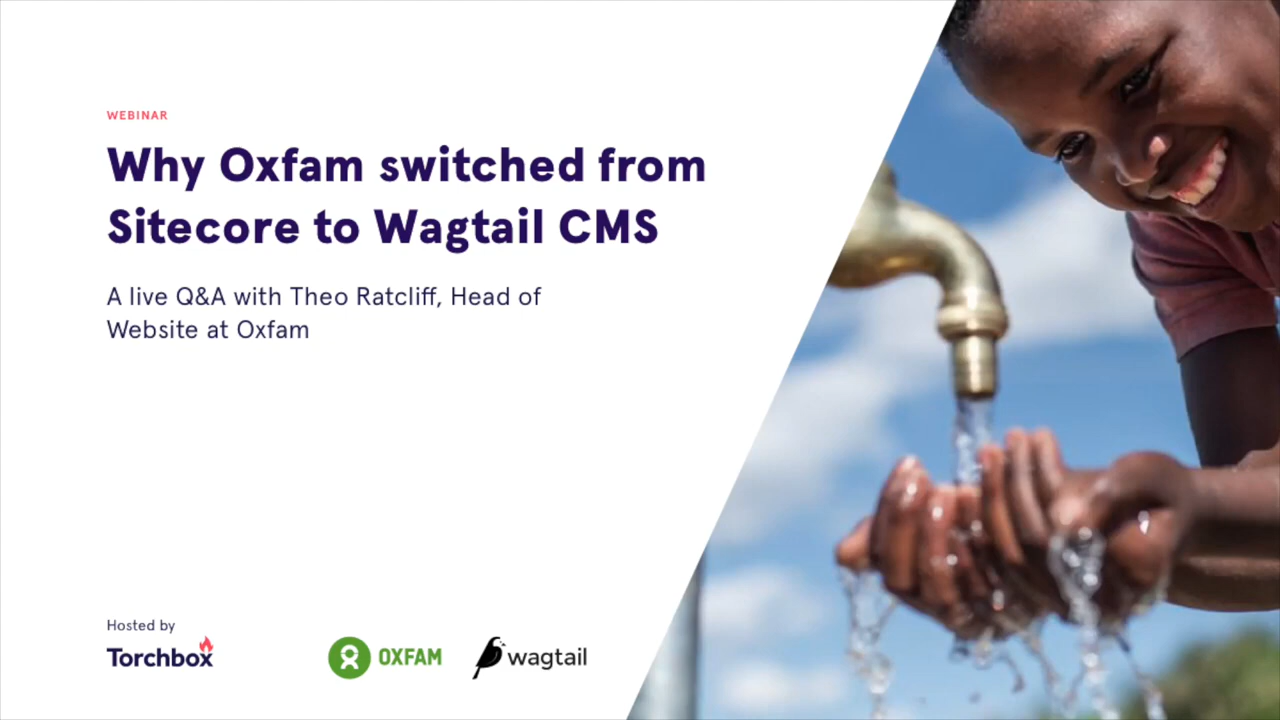 WEBINAR
Why Oxfam switched from
Sitecore to Wagtail CMS
A live Q&A with Theo Ratcliff, Head of
Website at Oxfam
Hosted by
Torchbox
OXFAM
wagtail